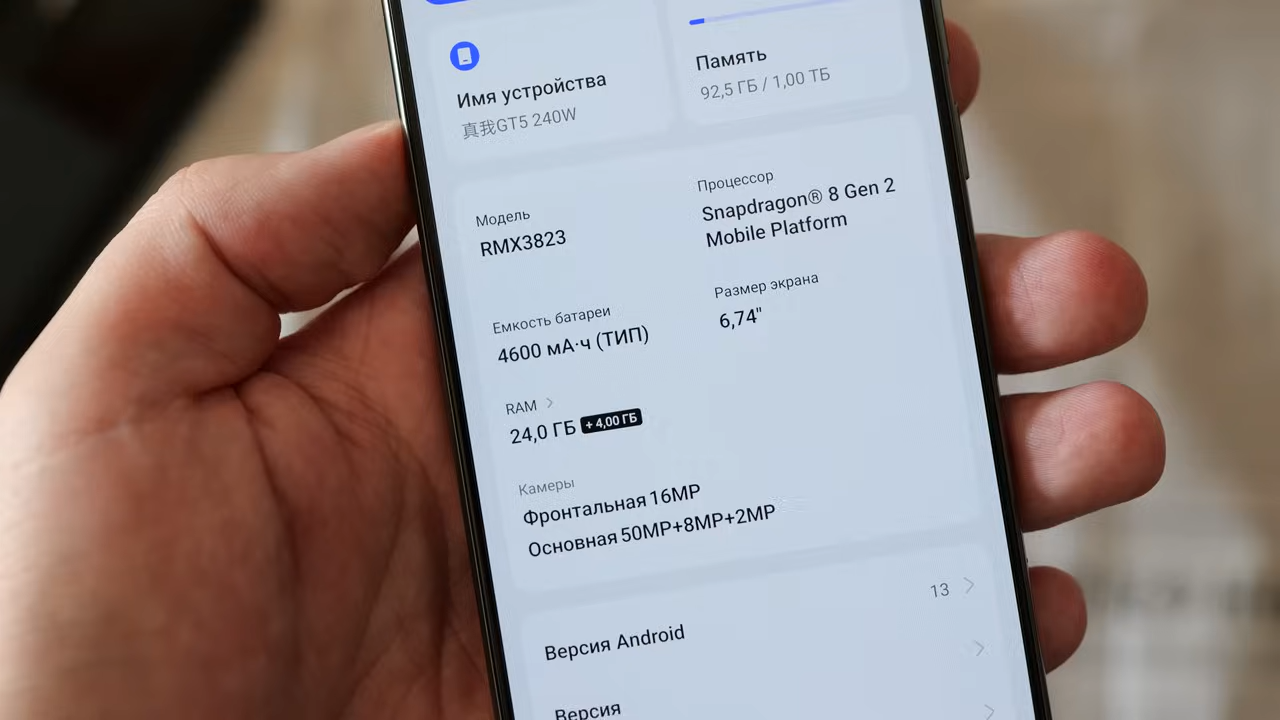 Имя устройства
真我GT5 240W
Память
92,5 ГБ / 1,00 ТБ
Модель
RMX3823
Процессор
Snapdragon® 8 Gen 2
Mobile Platform
Емкость батареи
4600 мА·ч (ТИП)
Размер экрана
6,74"
RAM
24,0 ГБ + 4,00 ГБ
Камеры
Фронтальная 16MP
Основная 50MP+8MP+2MP
Версия Android
13
Версия